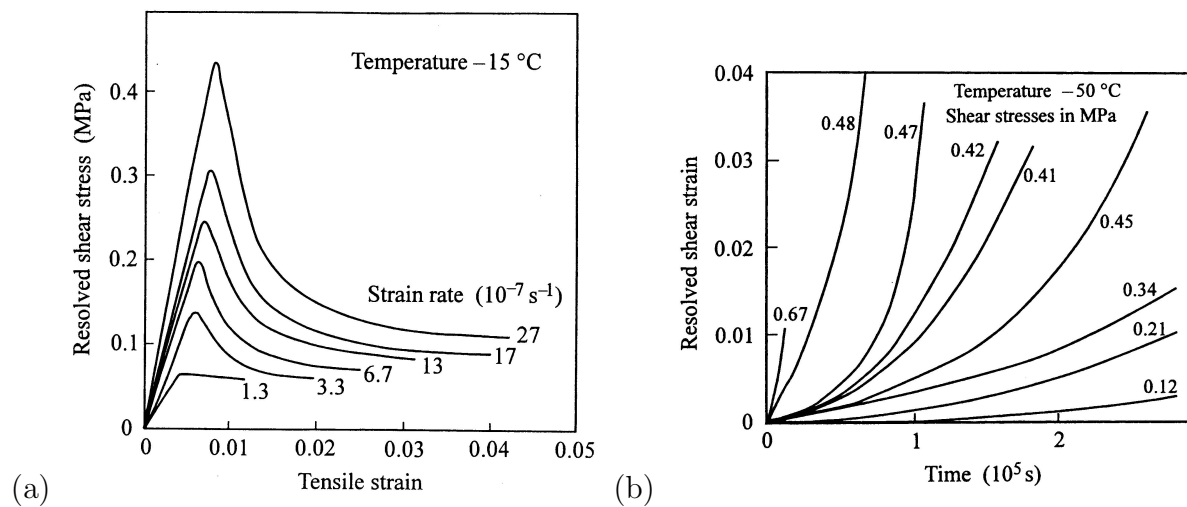 Temperature –15 °C
Resolved shear stress (MPa)
0.4
0.3
0.2
0.1
0
Strain rate (10⁻⁷ s⁻¹)
27
17
13
6.7
3.3
1.3
0 0.01 0.02 0.03 0.04 0.05
Tensile strain
(a)
Temperature –50 °C
Shear stresses in MPa
Resolved shear strain
0.04
0.03
0.02
0.01
0
0.48
0.47
0.42
0.41
0.45
0.67
0.34
0.21
0.12
0 1 2
Time (10⁵ s)
(b)